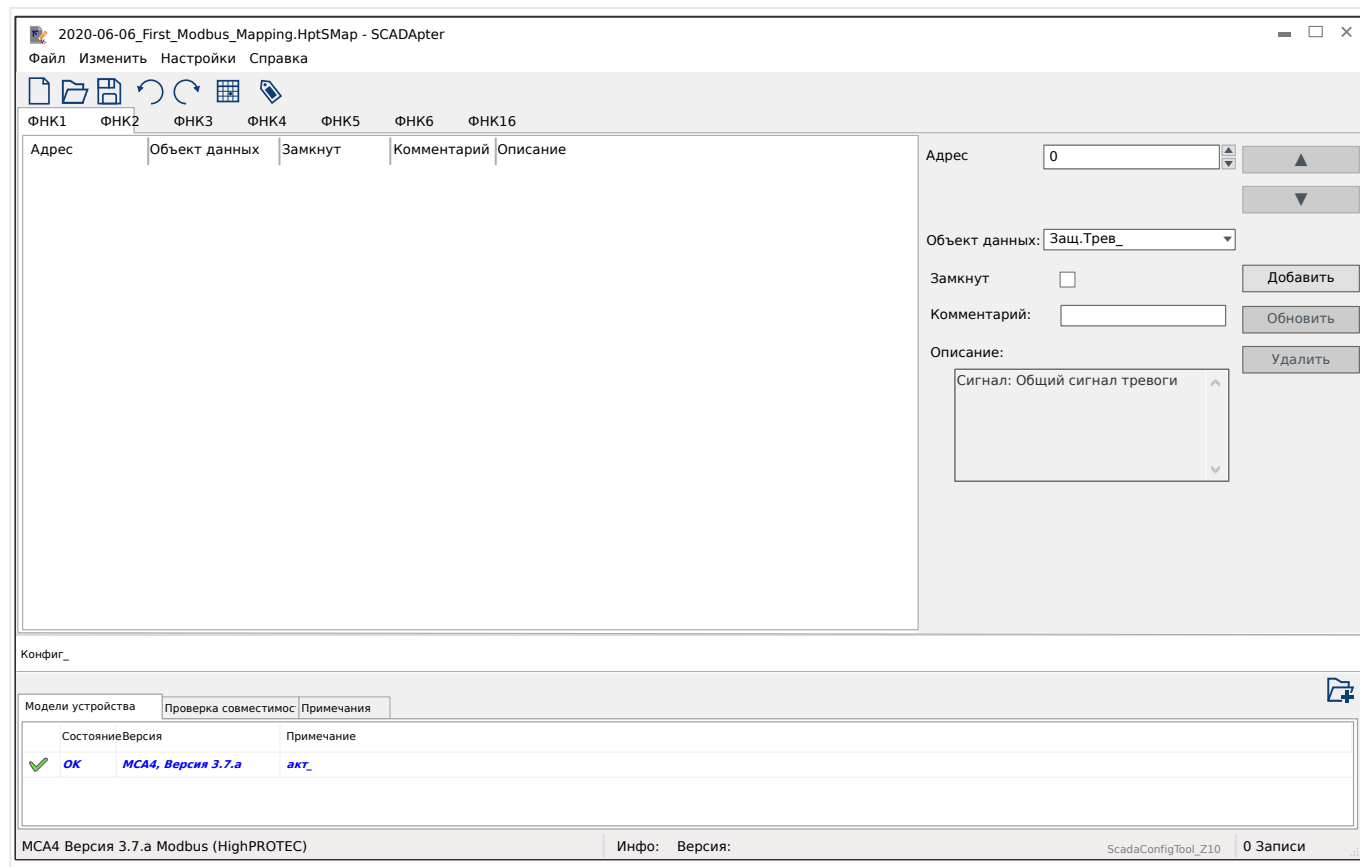 2020-06-06_First_Modbus_Mapping.HptSMap - SCADApter
Файл Изменить Настройки Справка
ФНК1 ФНК2 ФНК3 ФНК4 ФНК5 ФНК6 ФНК16
Адрес Объект данных Замкнут Комментарий Описание
Адрес 0
Объект данных: Защ.Трев_
Замкнут Добавить
Комментарий: Обновить
Описание: Удалить
Сигнал: Общий сигнал тревоги
Конфиг_
Модели устройства Проверка совместимос Примечания
Состояние Версия Примечание
OK MCA4, Версия 3.7.a акт_
MCA4 Версия 3.7.a Modbus (HighPROTEC) Инфо: Версия: ScadaConfigTool_Z10 0 Записи